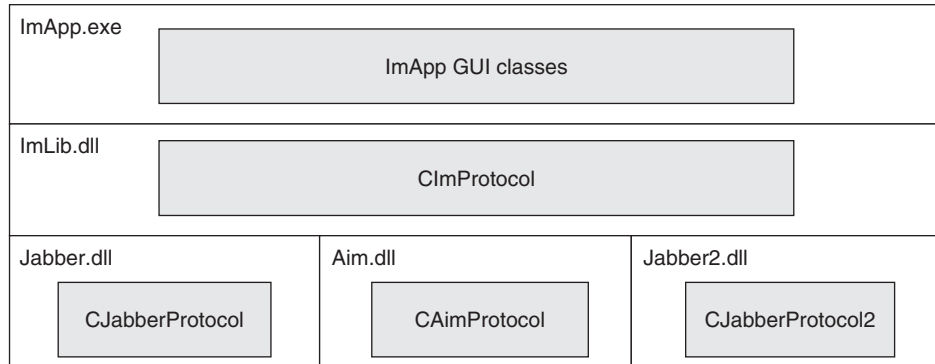 ImApp.exe
ImApp GUI classes
ImLib.dll
CImProtocol
Jabber.dll
CJabberProtocol
Aim.dll
CAimProtocol
Jabber2.dll
CJabberProtocol2